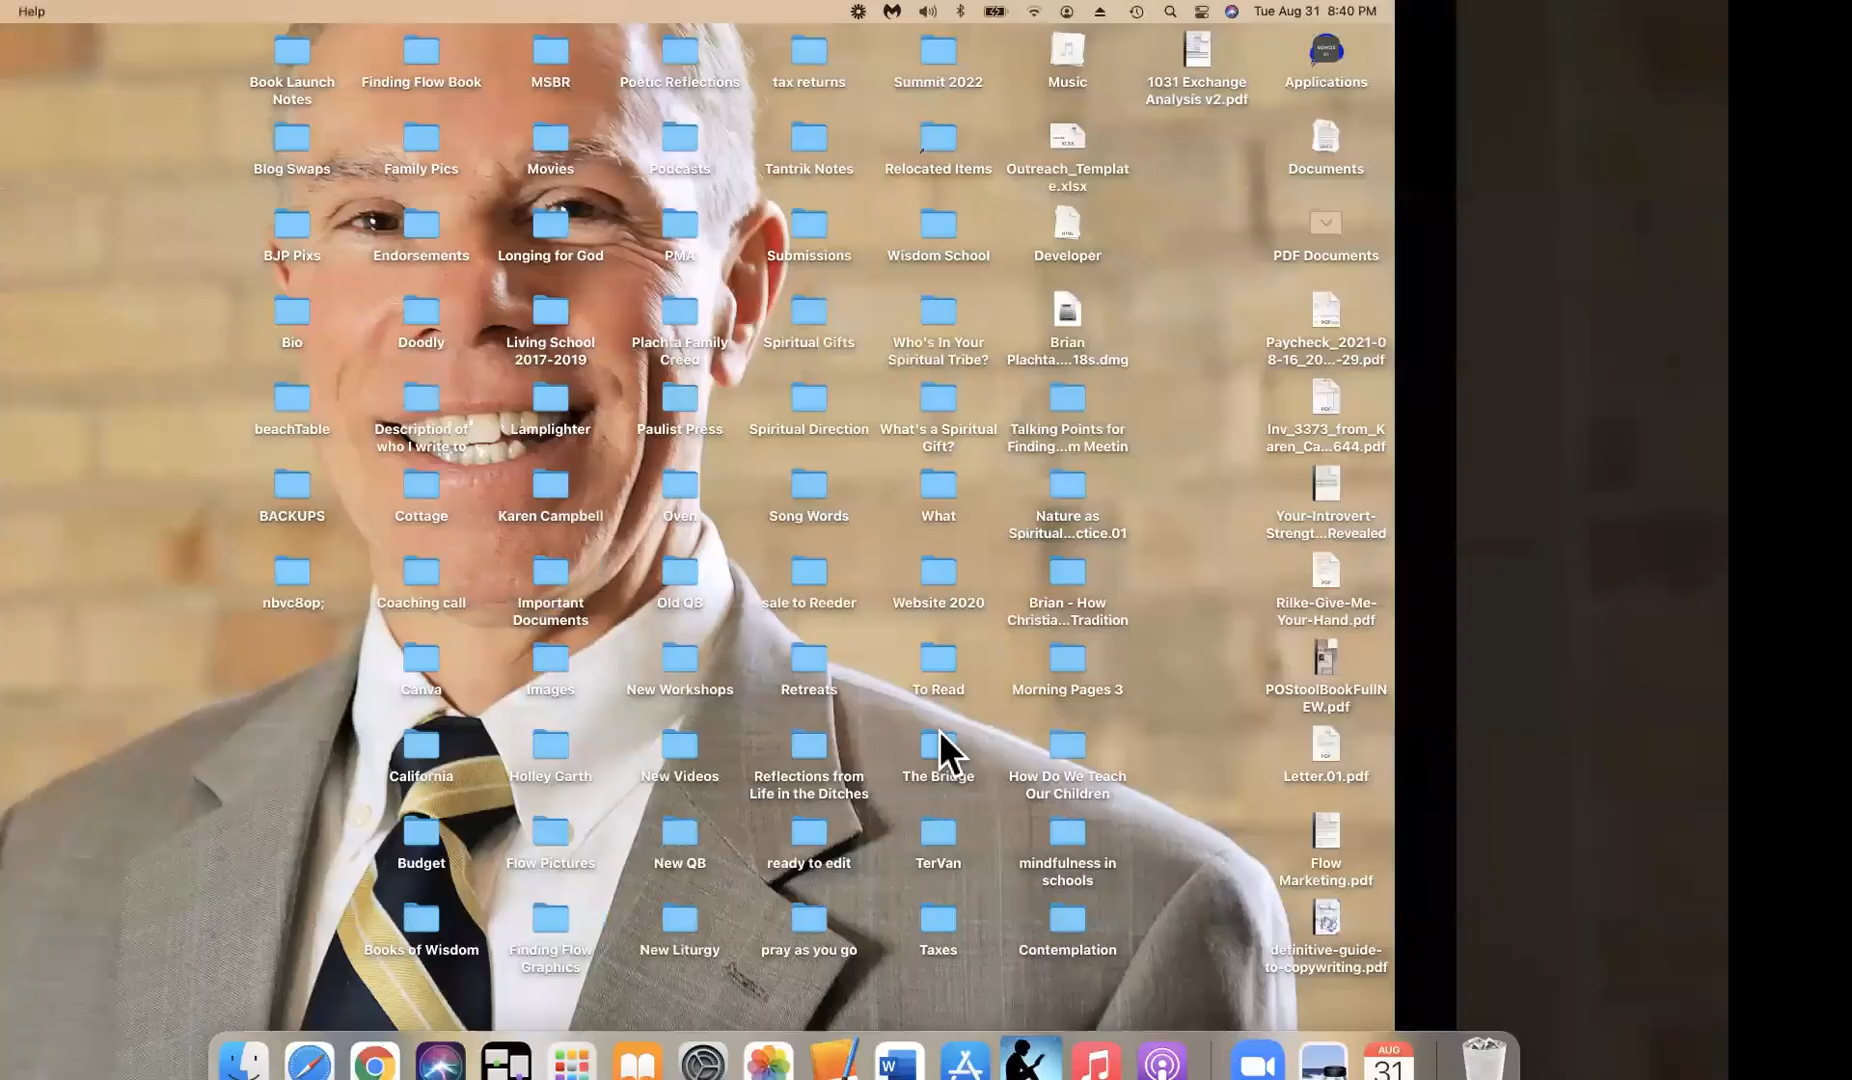 Help
Tue Aug 31 8:40 PM
Book Launch
Notes
Finding Flow Book
MSBR
Poetic Reflections
tax returns
Summit 2022
Music
1031 Exchange
Analysis v2.pdf
Applications
Blog Swaps
Family Pics
Movies
Podcasts
Tantrik Notes
Relocated Items
Outreach_Templat
e.xlsx
Documents
BJP Pixs
Endorsements
Longing for God
PMA
Submissions
Wisdom School
Developer
PDF Documents
Bio
Doodly
Living School
2017-2019
Plachta Family
Creed
Spiritual Gifts
Who's In Your
Spiritual Tribe?
Brian
Plachta....18s.dmg
Paycheck_2021-0
8-16_20...-29.pdf
beachTable
Description of
who I write to
Lamplighter
Paulist Press
Spiritual Direction
What's a Spiritual
Gift?
Talking Points for
Finding...m Meetin
Inv_3373_from_K
aren_Ca...644.pdf
BACKUPS
Cottage
Karen Campbell
Oven
Song Words
What
Nature as
Spiritual...ctice.01
Your-Introvert-
Strengt...Revealed
nbvc8op;
Coaching call
Important
Documents
Old QB
sale to Reeder
Website 2020
Brian - How
Christia...Tradition
Rilke-Give-Me-
Your-Hand.pdf
Canva
Images
New Workshops
Retreats
To Read
Morning Pages 3
POStoolBookFullN
EW.pdf
California
Holley Garth
New Videos
Reflections from
Life in the Ditches
The Bridge
How Do We Teach
Our Children
Letter.01.pdf
Budget
Flow Pictures
New QB
ready to edit
TerVan
mindfulness in
schools
Flow
Marketing.pdf
Books of Wisdom
Finding Flow
Graphics
New Liturgy
pray as you go
Taxes
Contemplation
definitive-guide-
to-copywriting.pdf
W
AUG
31